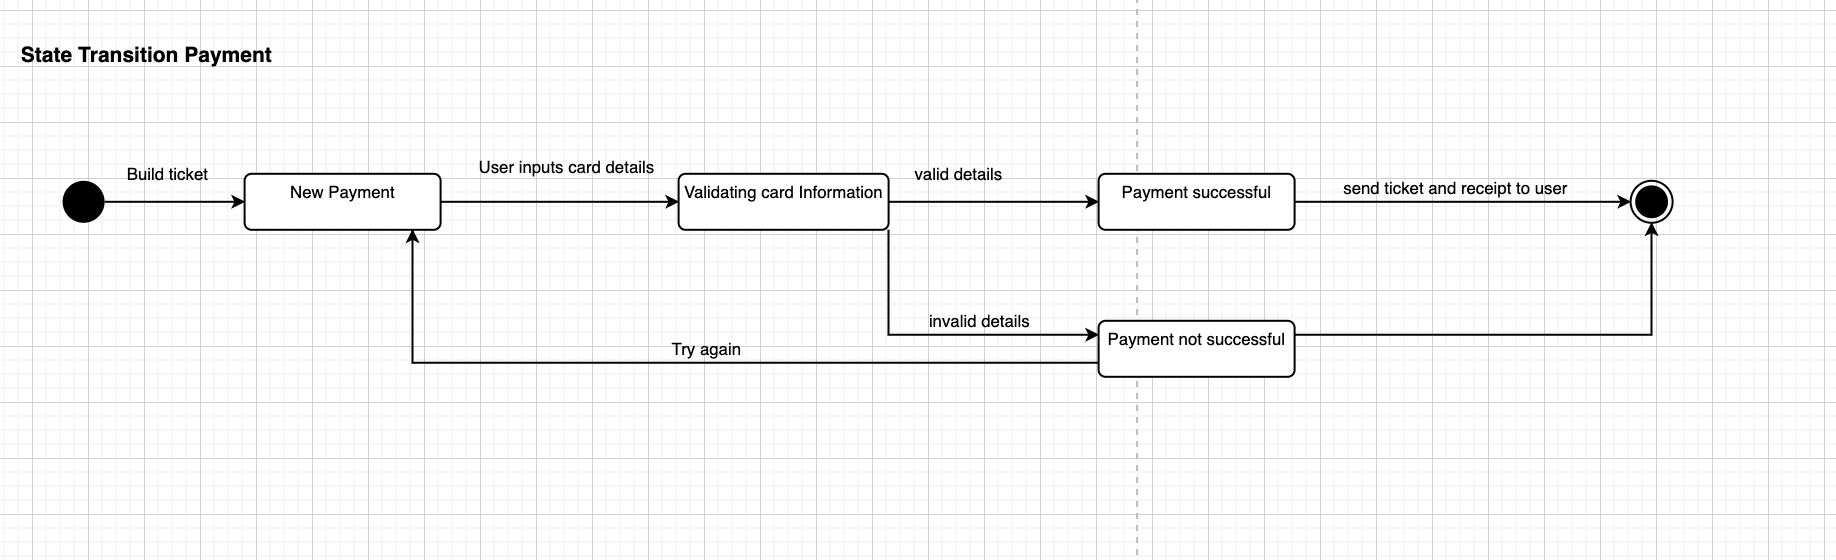 State Transition Payment
Build ticket
New Payment
User inputs card details
Validating card Information
valid details
Payment successful
send ticket and receipt to user
invalid details
Payment not successful
Try again